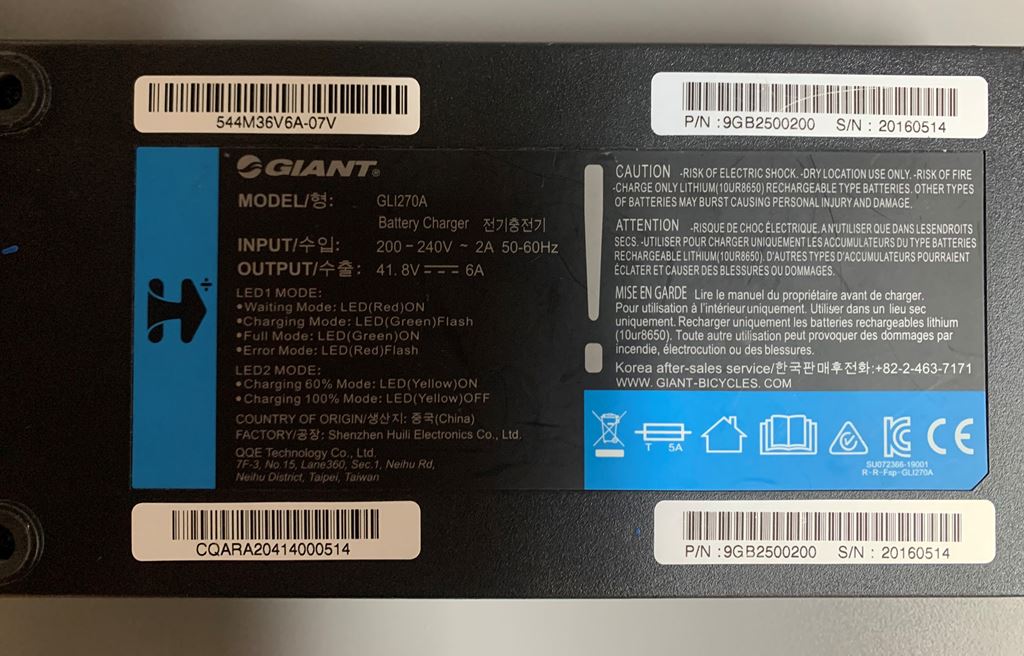 544M36V6A-07V
P/N :9GB2500200 S/N : 20160514
GIANT®
MODEL/형: GLI270A
Battery Charger 전기충전기
INPUT/수입: 200-240V ~ 2A 50-60Hz
OUTPUT/수출: 41.8V⎓ 6A
LED1 MODE:
•Waiting Mode: LED(Red)ON
•Charging Mode: LED(Green)Flash
•Full Mode: LED(Green)ON
•Error Mode: LED(Red)Flash
LED2 MODE:
•Charging 60% Mode: LED(Yellow)ON
•Charging 100% Mode: LED(Yellow)OFF
COUNTRY OF ORIGIN/생산지: 중국(China)
FACTORY/공장: Shenzhen Huili Electronics Co., Ltd.
QQE Technology Co., Ltd.
7F-3, No.15, Lane360, Sec.1, Neihu Rd,
Neihu District, Taipei, Taiwan
CAUTION -RISK OF ELECTRIC SHOCK. -DRY LOCATION USE ONLY. -RISK OF FIRE
-CHARGE ONLY LITHIUM(10UR8650) RECHARGEABLE TYPE BATTERIES. OTHER TYPES
OF BATTERIES MAY BURST CAUSING PERSONAL INJURY AND DAMAGE.
ATTENTION -RISQUE DE CHOC ÉLECTRIQUE. A N'UTILISER QUE DANS LESENDROITS
SECS. -UTILISER POUR CHARGER UNIQUEMENT LES ACCUMULATEURS DU TYPE BATTERIES
RECHARGEABLE LITHIUM(10UR8650). D'AUTRES TYPES D'ACCUMULATEURS POURRAIENT
ÉCLATER ET CAUSER DES BLESSURES OU DOMMAGES.
MISE EN GARDE Lire le manuel du propriétaire avant de charger.
Pour utilisation à l'intérieur uniquement. Utiliser dans un lieu sec
uniquement. Recharger uniquement les batteries rechargeables lithium
(10ur8650). Toute autre utilisation peut provoquer des dommages par
incendie, électrocution ou des blessures.
Korea after-sales service/한국판매후전화:+82-2-463-7171
WWW. GIANT-BICYCLES. COM
T 5A
SU072366-19001
R-R-Fsp-GLI270A
CE
CQARA20414000514
P/N :9GB2500200 S/N : 20160514